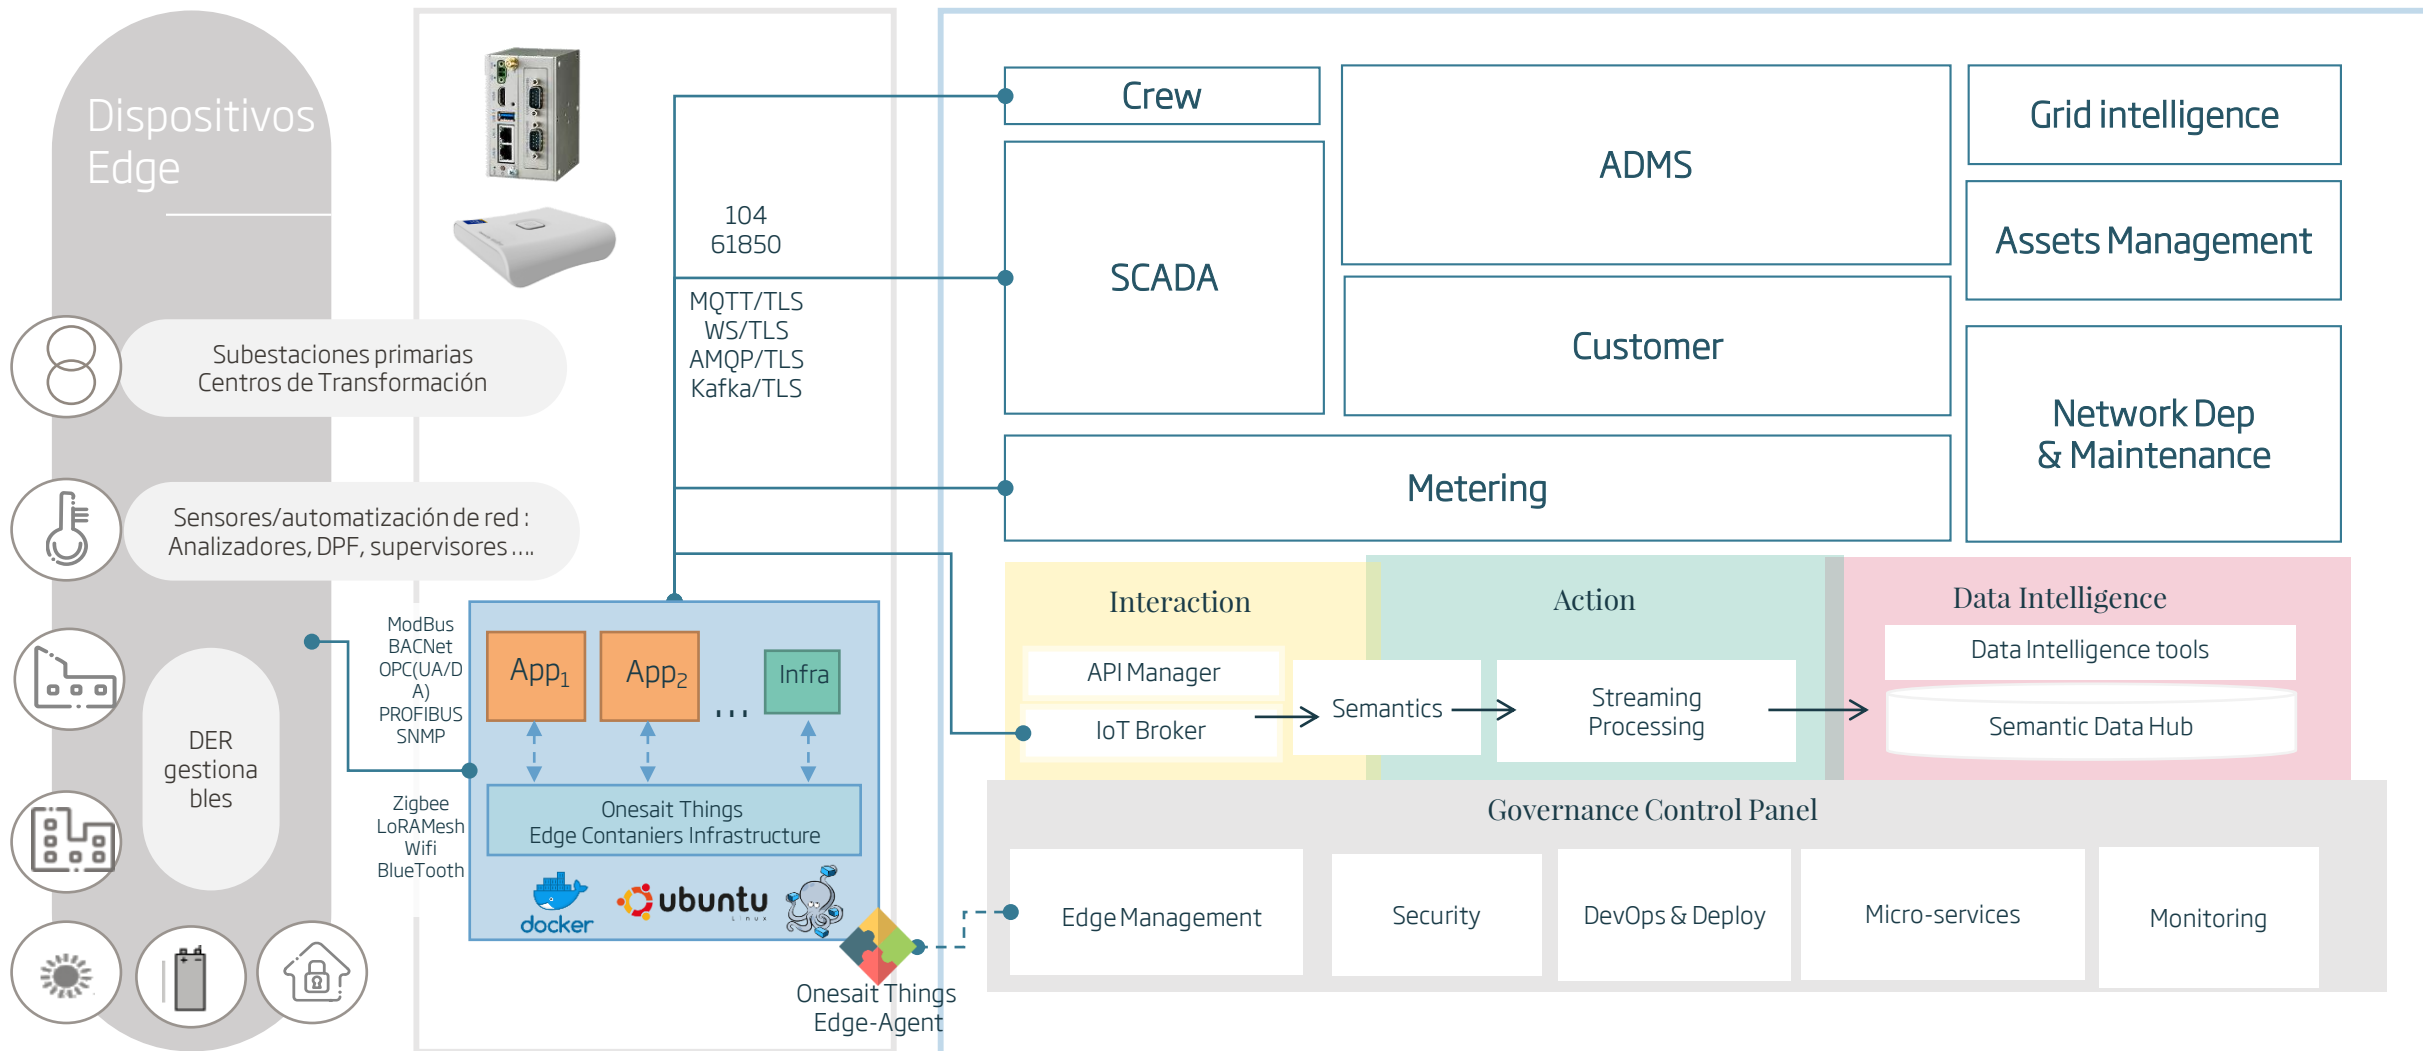 Dispositivos
Edge
Subestaciones primarias
Centros de Transformación
Sensores/automatización de red :
Analizadores, DPF, supervisores ....
DER
gestiona
bles
ModBus
BACNet
OPC(UA/D
A)
PROFIBUS
SNMP
Zigbee
LoRAMesh
Wifi
BlueTooth
104
61850
MQTT/TLS
WS/TLS
AMQP/TLS
Kafka/TLS
App1
App2
...
Infra
Onesait Things
Edge Contaniers Infrastructure
docker
ubuntu
Linux
Onesait Things
Edge-Agent
Crew
SCADA
ADMS
Customer
Metering
Grid intelligence
Assets Management
Network Dep
& Maintenance
Interaction
API Manager
IoT Broker
Semantics
Action
Streaming
Processing
Data Intelligence
Data Intelligence tools
Semantic Data Hub
Governance Control Panel
Edge Management
Security
DevOps & Deploy
Micro-services
Monitoring